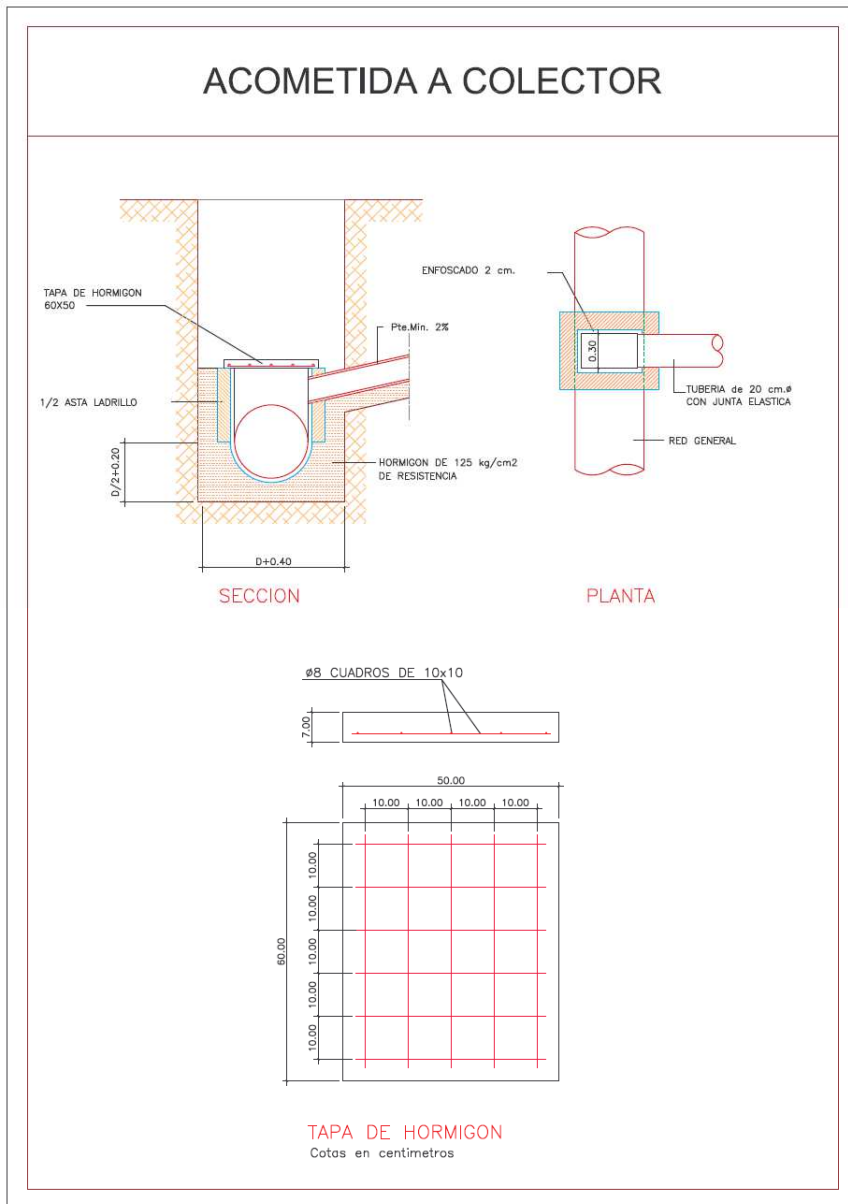 ACOMETIDA A COLECTOR
TAPA DE HORMIGON
60X50
Pte.Min. 2%
1/2 ASTA LADRILLO
D/2+0.20
HORMIGON DE 125 kg/cm2
DE RESISTENCIA
D+0.40
SECCION
ENFOSCADO 2 cm.
0.30
TUBERIA de 20 cm.ø
CON JUNTA ELASTICA
RED GENERAL
PLANTA
ø8 CUADROS DE 10x10
7.00
50.00
10.00 10.00 10.00 10.00
60.00
10.00
10.00
10.00
10.00
10.00
TAPA DE HORMIGON
Cotas en centimetros